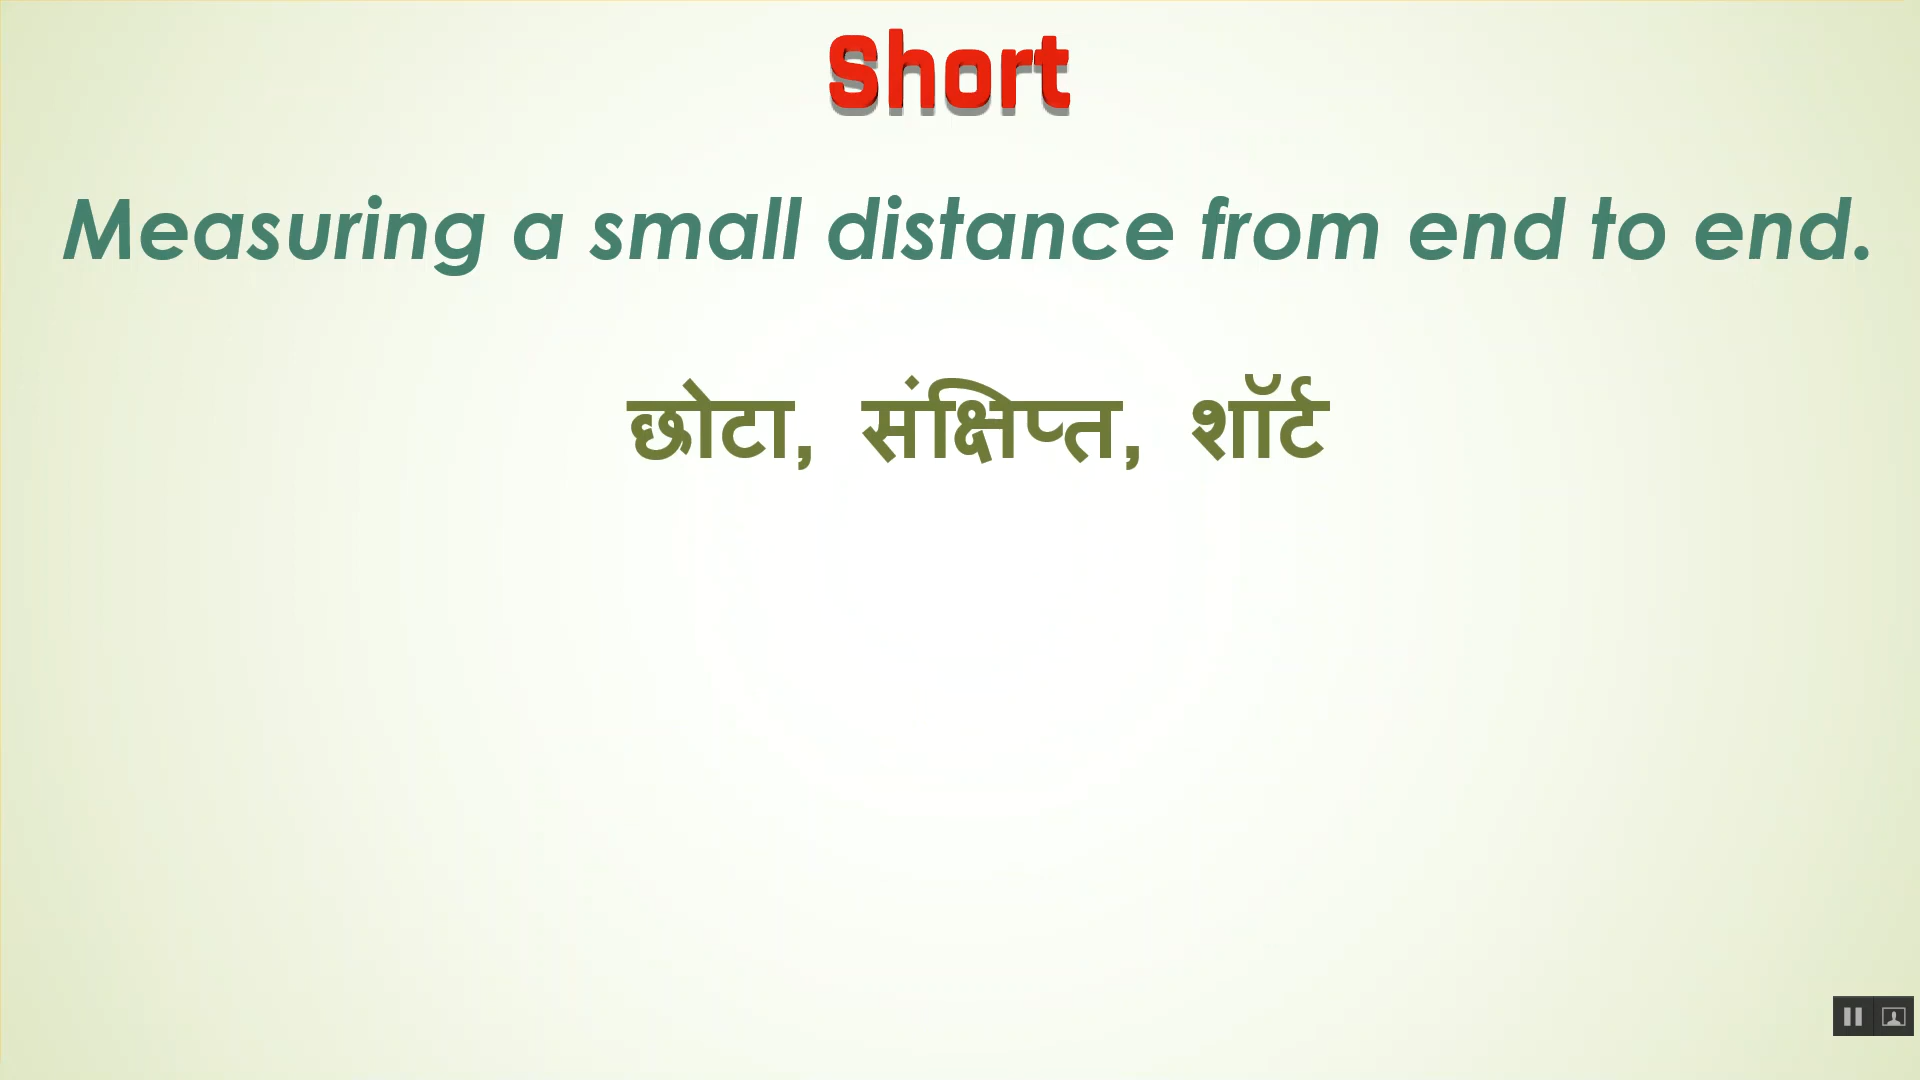 Short
Measuring a small distance from end to end.
छोटा, संक्षिप्त, शॉर्ट